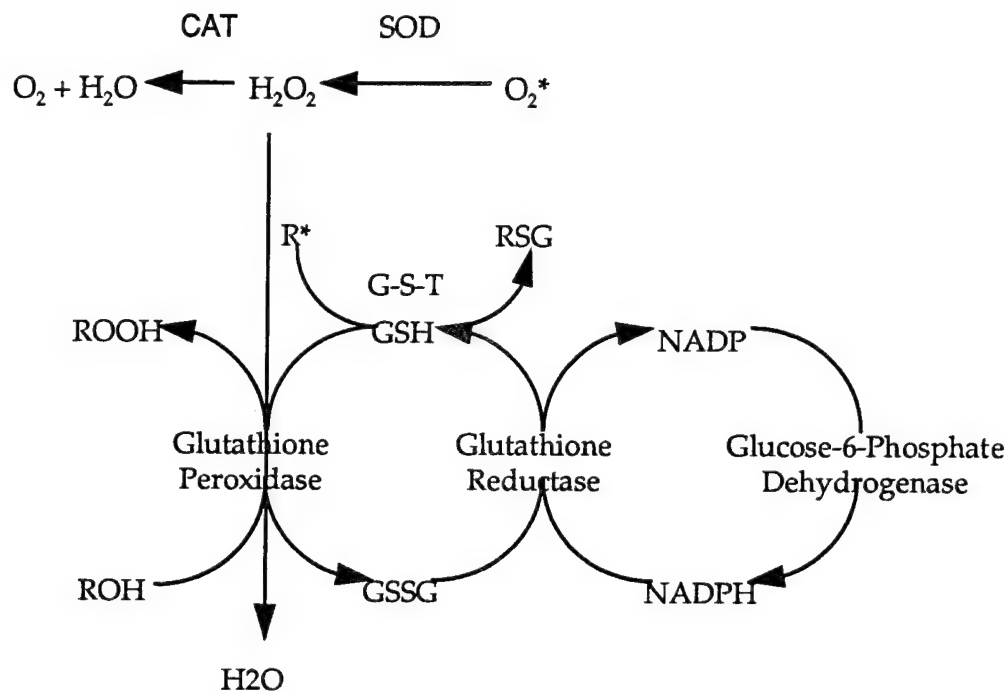 CAT SOD
O₂ + H₂O H₂O₂ O₂*
R* RSG
G-S-T
ROOH GSH NADP
Glutathione Glutathione Glucose-6-Phosphate
Peroxidase Reductase Dehydrogenase
ROH GSSG NADPH
H2O